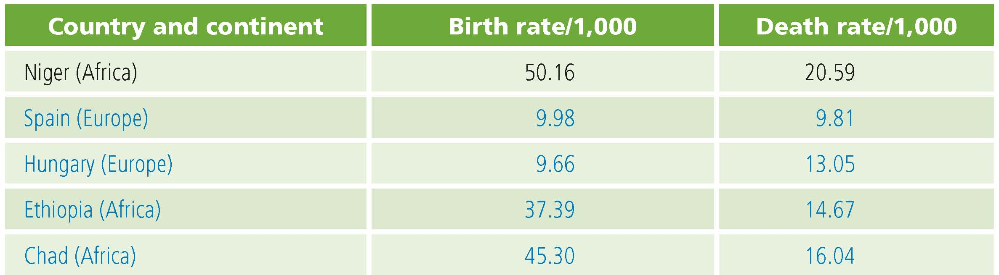 Country and continent Birth rate/1,000 Death rate/1,000
Niger (Africa) 50.16 20.59
Spain (Europe) 9.98 9.81
Hungary (Europe) 9.66 13.05
Ethiopia (Africa) 37.39 14.67
Chad (Africa) 45.30 16.04